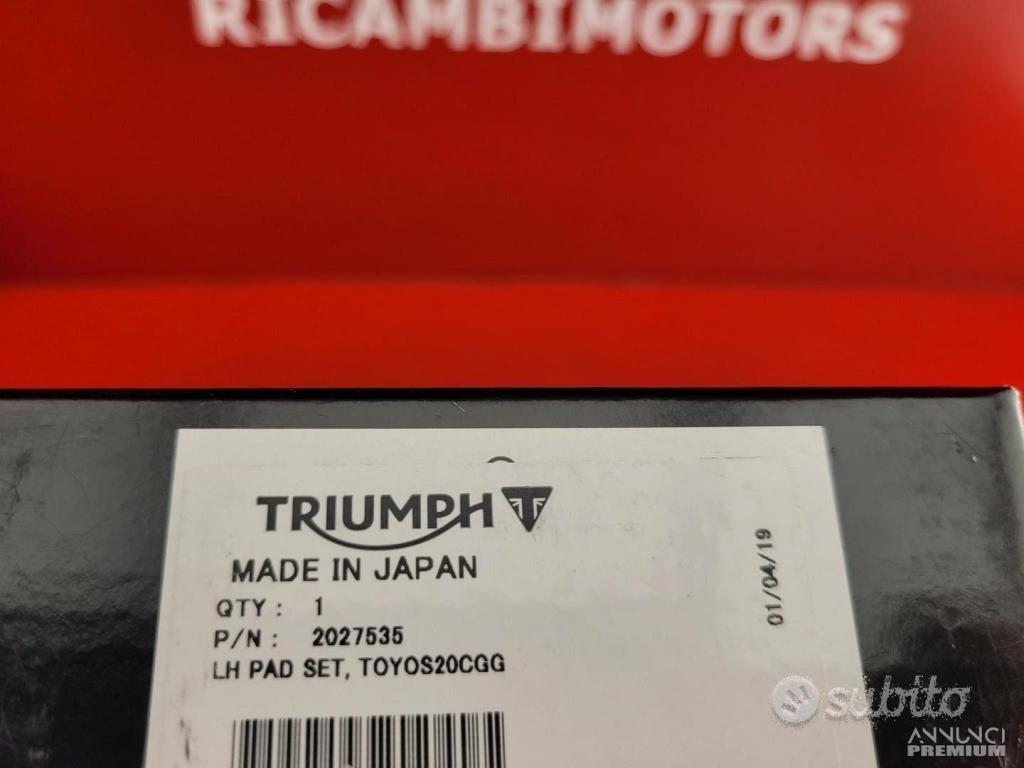 RICAMBIMOTORS
TRIUMPH
MADE IN JAPAN
QTY : 1
P/N : 2027535
LH PAD SET, TOYOS20CGG
01/04/19
subito
ANNUNCI
PREMIUM